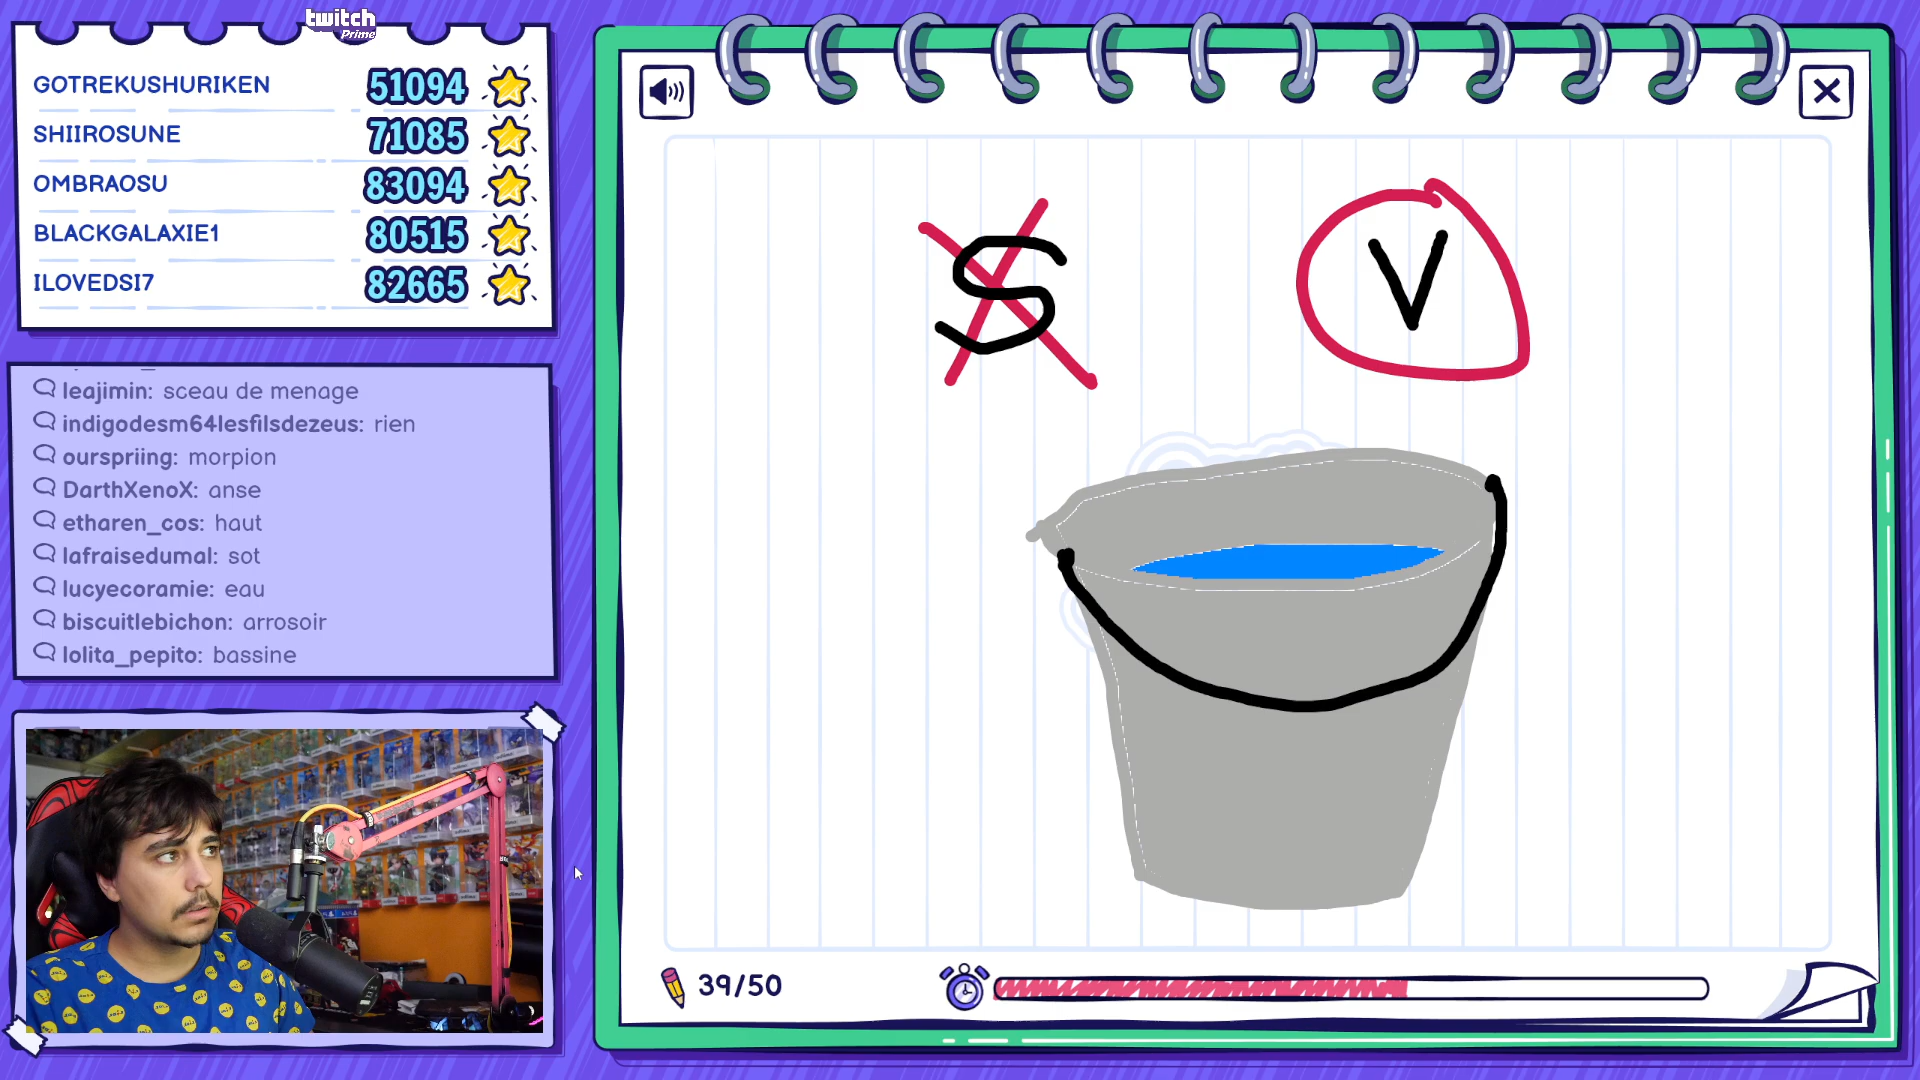 twitch
Prime
GOTREKUSHURIKEN 51094
SHIIROSUNE 71085
OMBRAOSU 83094
BLACKGALAXIE1 80515
ILOVEDSI7 82665
leajimin: sceau de menage
indigodesm64lesfilsdezeus: rien
ourspriing: morpion
DarthXenoX: anse
etharen_cos: haut
lafraisedumal: sot
lucyecoramie: eau
biscuitlebichon: arrosoir
lolita_pepito: bassine
S V
39/50